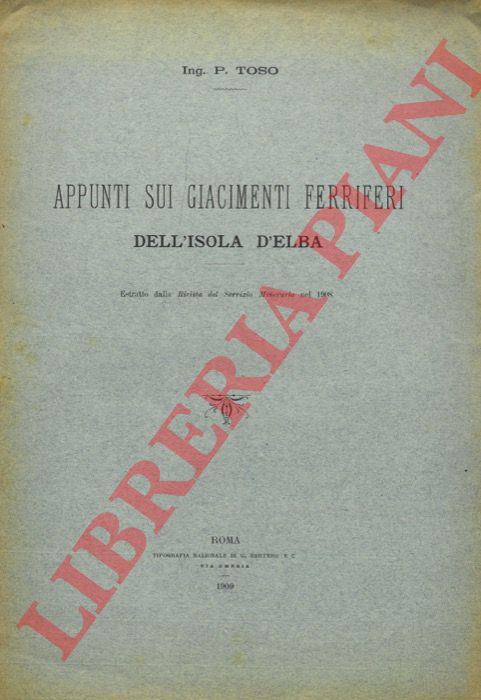 Ing. P. TOSO
APPUNTI SUI GIACIMENTI FERRIFERI
DELL'ISOLA D'ELBA
Estratto dalla Rivista del Servizio Minerario nel 1908
ROMA
TIPOGRAFIA NAZIONALE DI G. BERTERO E C.
VIA UMBRIA
1909
LIBRERIA PIANI